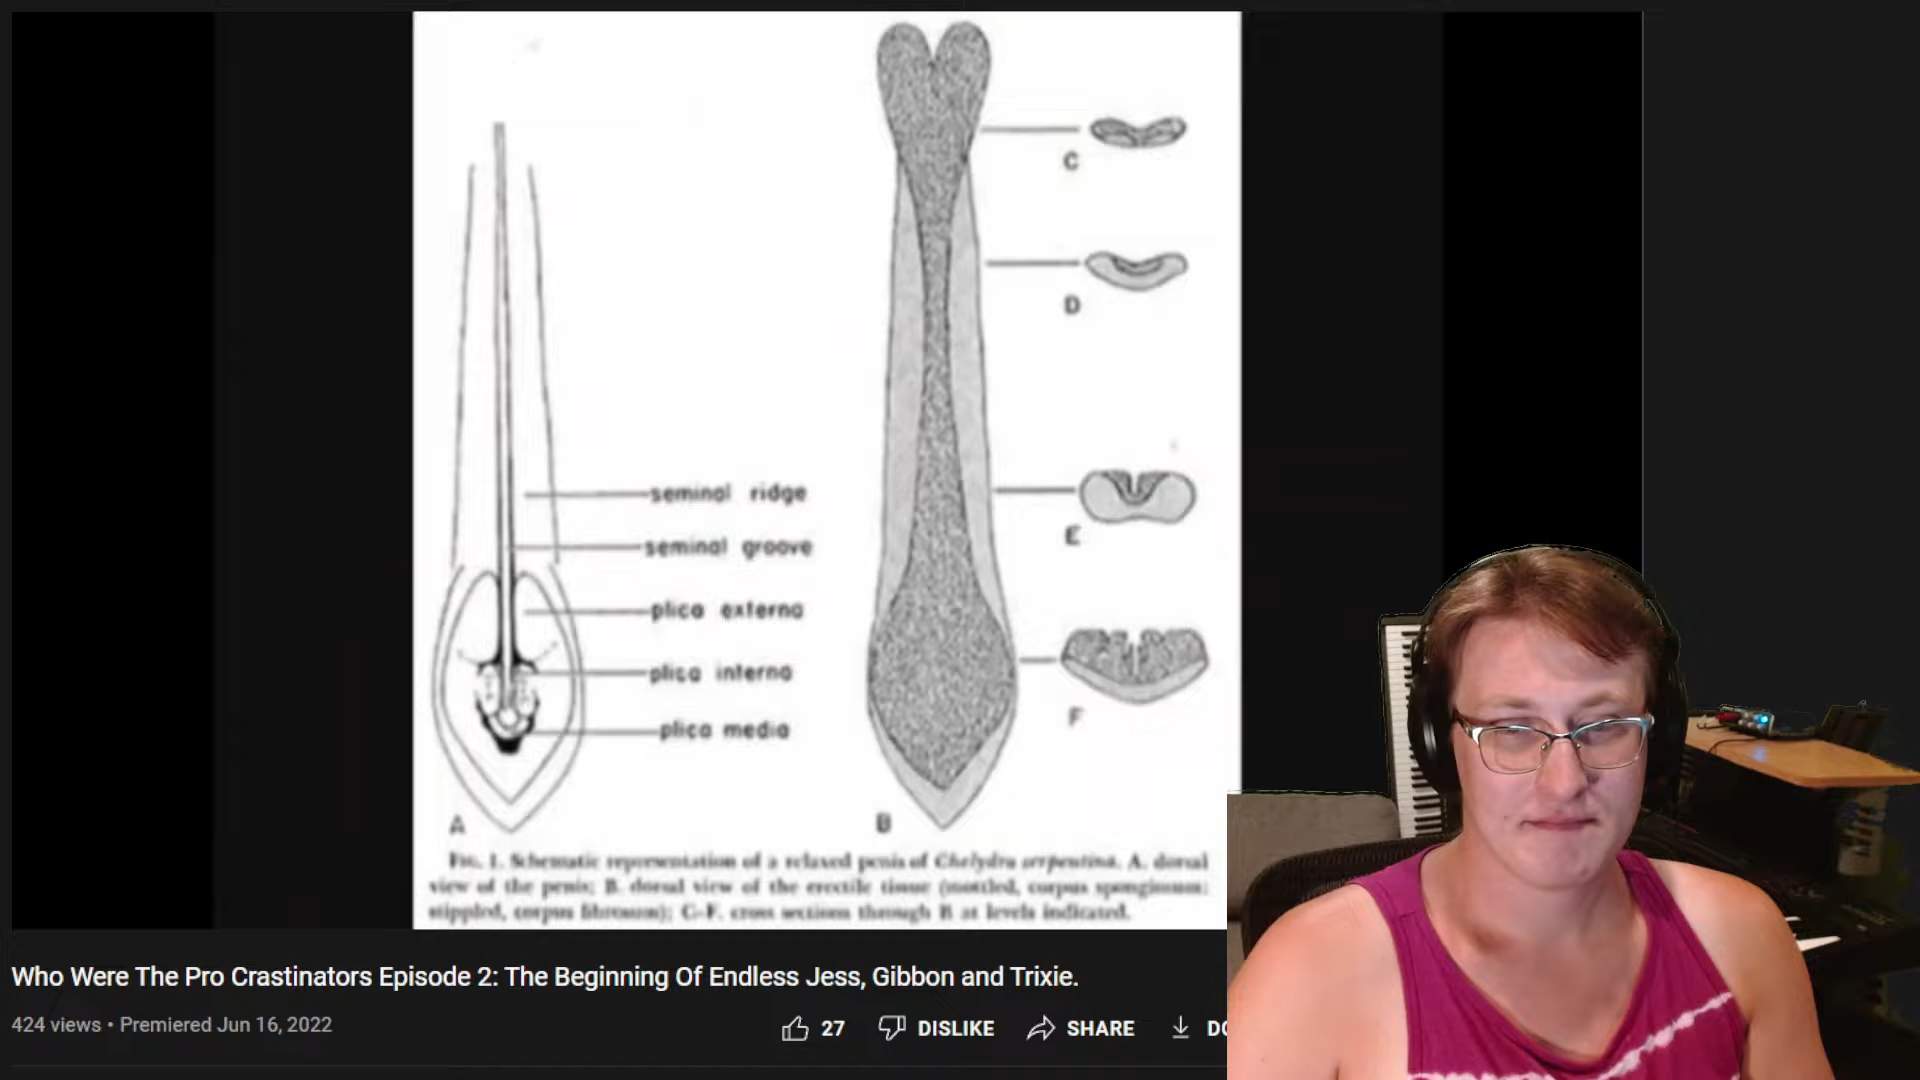 C
D
seminal ridge
E
seminal groove
plica externa
plica interna
F
plica media
A
B
FIG. 1. Schematic representation of a relaxed penis of Chelydra serpentina. A. dorsal
view of the penis; B. dorsal view of the erectile tissue (mottled, corpus spongiosum;
stippled, corpus fibrosum); C-F. cross sections through B at levels indicated.
Who Were The Pro Crastinators Episode 2: The Beginning Of Endless Jess, Gibbon and Trixie.
424 views • Premiered Jun 16, 2022
27
DISLIKE
SHARE
DO